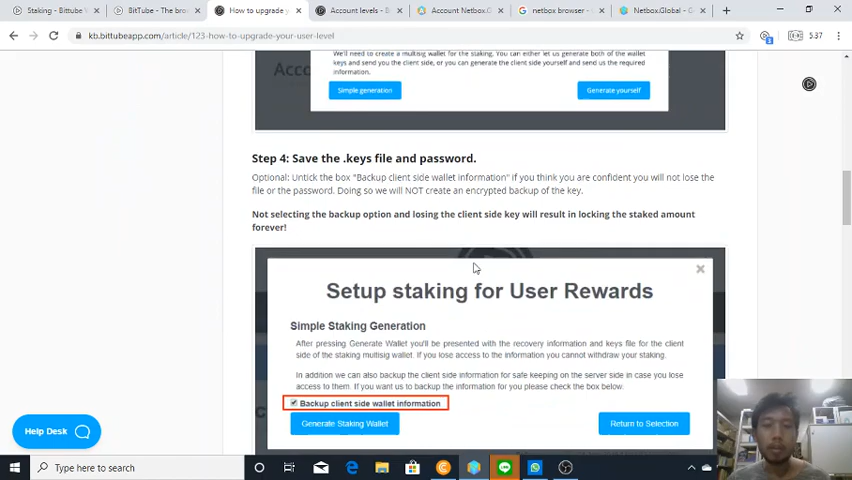 Staking - Bittube
BitTube - The bro
How to upgrade y
Account levels - B
Account Netbox.G
netbox browser -
Netbox.Global - G
kb.bittubeapp.com/article/123-how-to-upgrade-your-user-level
5.37
We'll need to create a multisig wallet for the staking. You can either let us generate both of the wallet
keys and send you the client side, or you can generate the client side yourself and send us the required
information.
Acco
Simple generation
Generate yourself
Step 4: Save the .keys file and password.
Optional: Untick the box "Backup client side wallet information" if you think you are confident you will not lose the
file or the password. Doing so we will NOT create an encrypted backup of the key.
Not selecting the backup option and losing the client side key will result in locking the staked amount
forever!
Setup staking for User Rewards
Simple Staking Generation
After pressing Generate Wallet you'll be presented with the recovery information and keys file for the client
side of the staking multisig wallet. If you lose access to the information you cannot withdraw your staking.
In addition we can also backup the client side information for safe keeping on the server side in case you lose
access to them. If you want us to backup the information for you please check the box below.
Backup client side wallet information
Generate Staking Wallet
Return to Selection
Help Desk
Type here to search